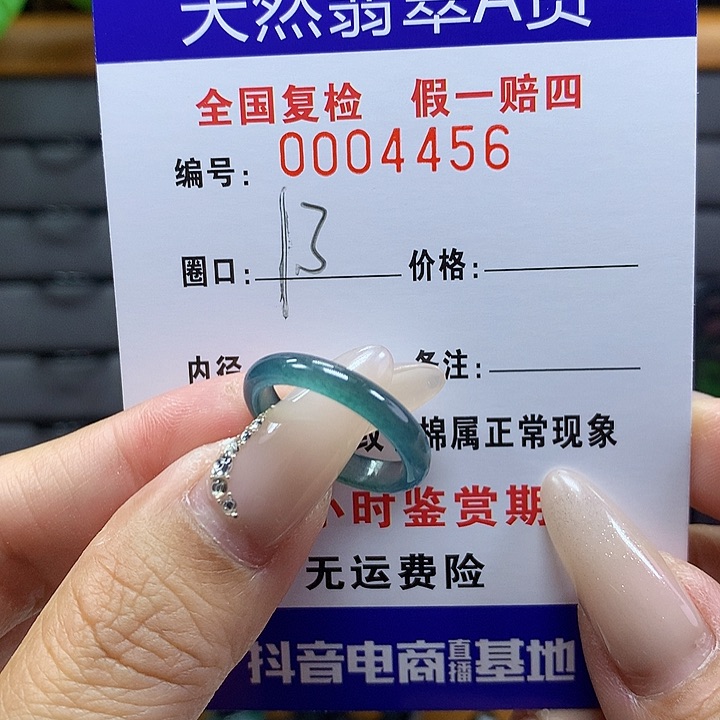 天然翡翠A货
全国复检 假一赔四
编号: 0004456
圈口: 13 价格:
内径 备注:
纹 棉属正常现象
小时鉴赏期
无运费险
抖音电商直播基地